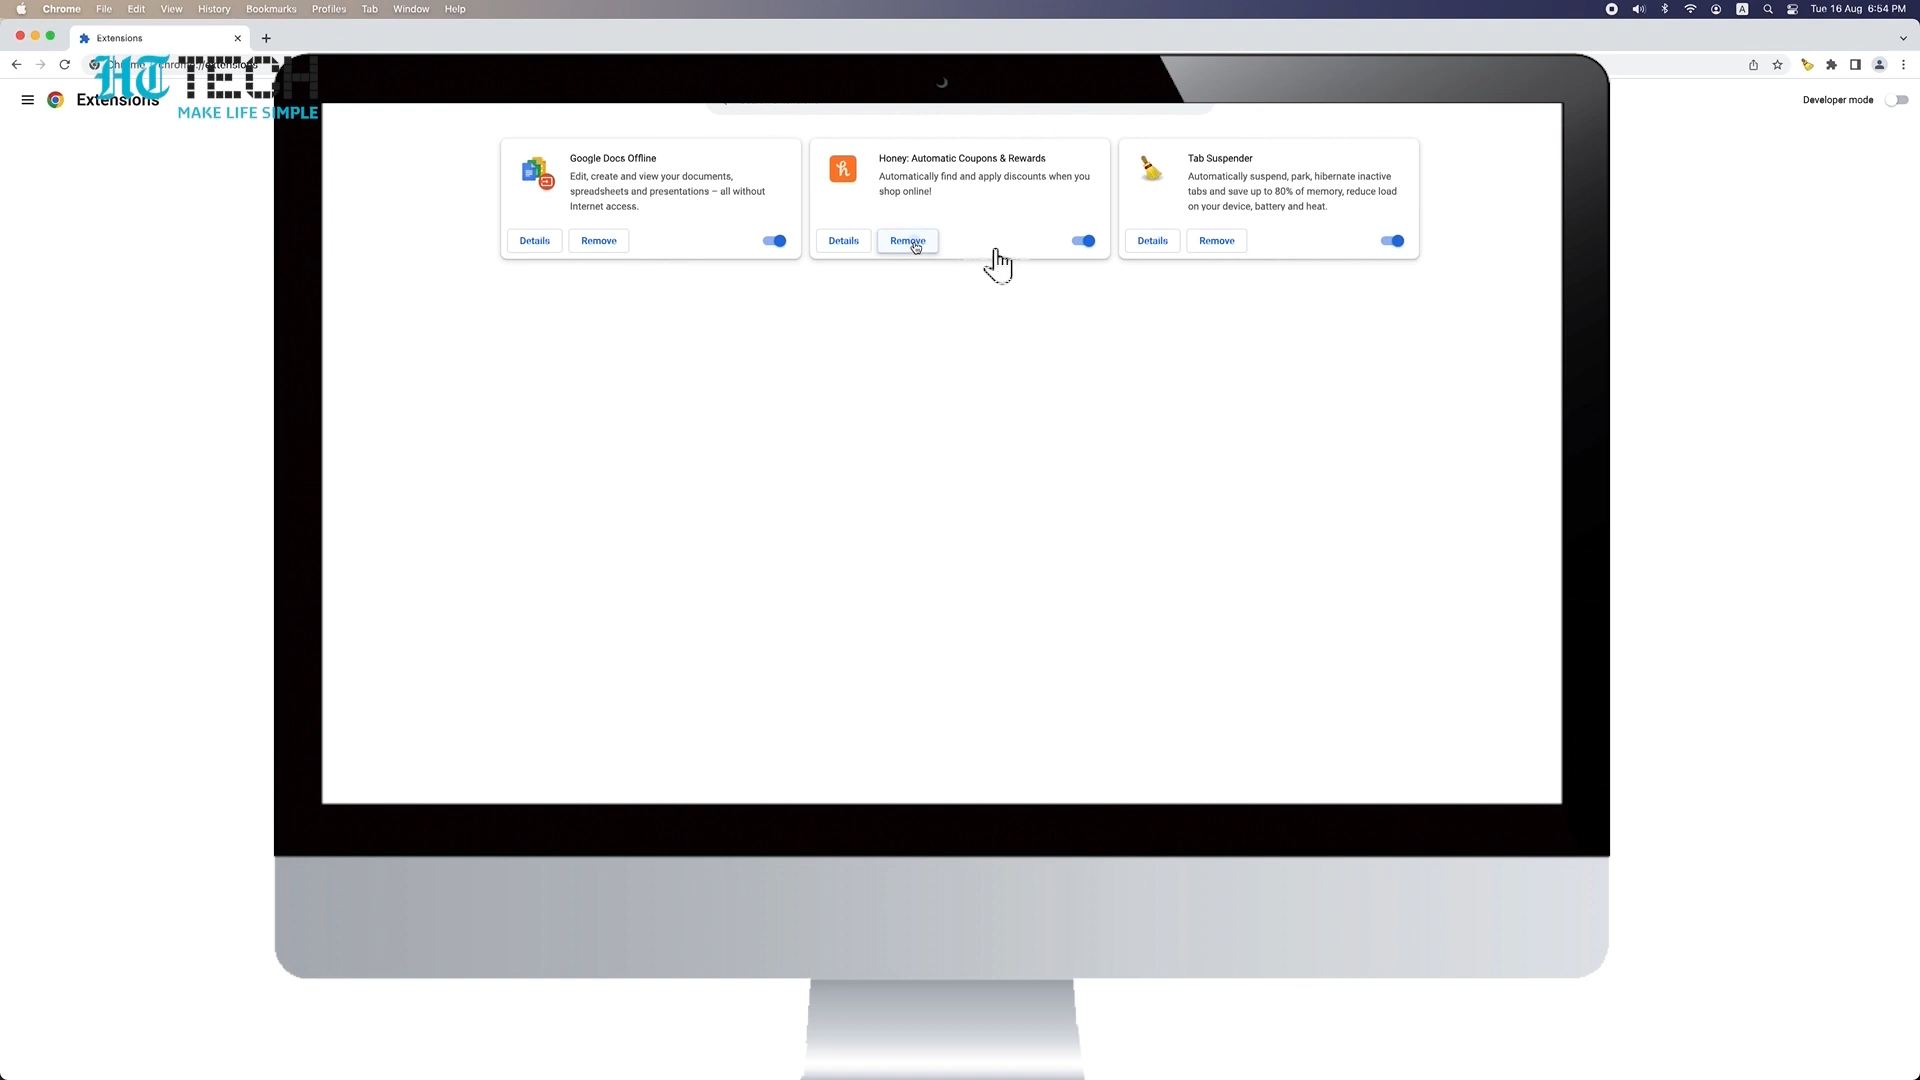 Chrome File Edit View History Bookmarks Profiles Tab Window Help
A Tue 16 Aug 6:54 PM
Extensions
HT TECH
MAKE LIFE SIMPLE
Extensions
Developer mode
Google Docs Offline
Edit, create and view your documents,
spreadsheets and presentations – all without
Internet access.
Details Remove
Honey: Automatic Coupons & Rewards
Automatically find and apply discounts when you
shop online!
Details Remove
Tab Suspender
Automatically suspend, park, hibernate inactive
tabs and save up to 80% of memory, reduce load
on your device, battery and heat.
Details Remove